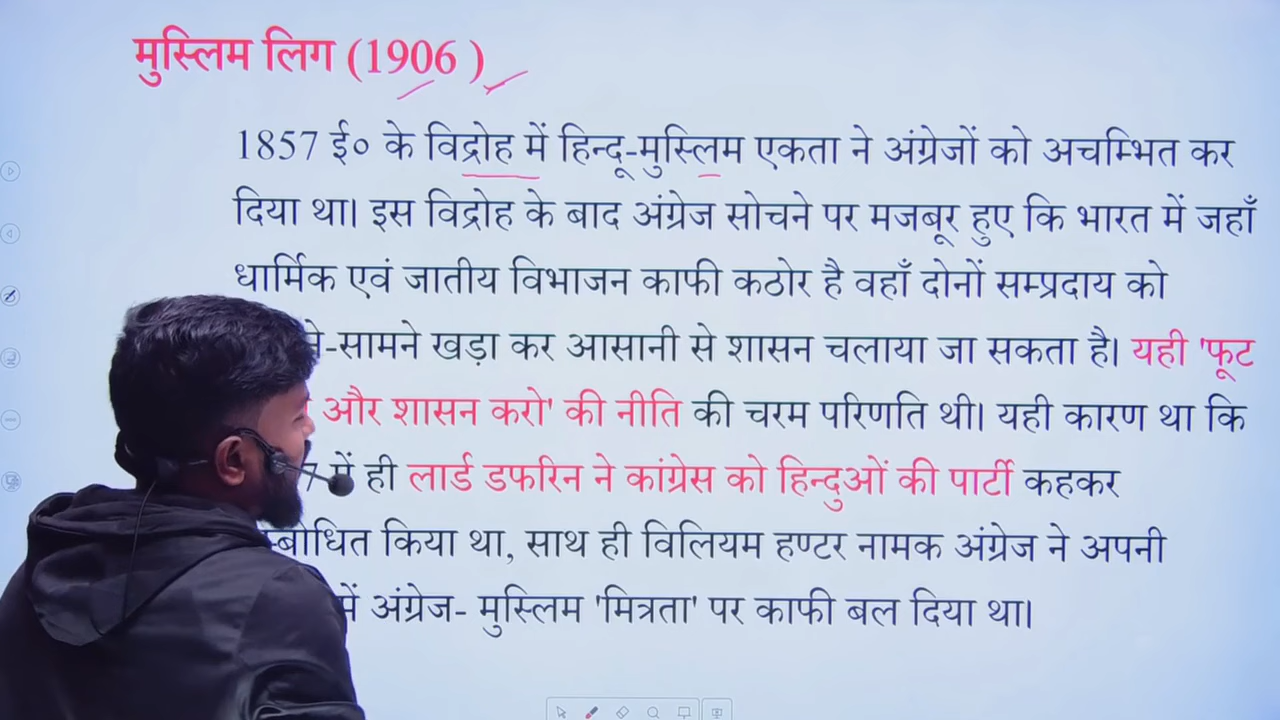 मुस्लिम लिग (1906 )
1857 ई० के विद्रोह में हिन्दू-मुस्लिम एकता ने अंग्रेजों को अचम्भित कर
दिया था। इस विद्रोह के बाद अंग्रेज सोचने पर मजबूर हुए कि भारत में जहाँ
धार्मिक एवं जातीय विभाजन काफी कठोर है वहाँ दोनों सम्प्रदाय को
-सामने खड़ा कर आसानी से शासन चलाया जा सकता है। यही 'फूट
और शासन करो' की नीति की चरम परिणति थी। यही कारण था कि
में ही लार्ड डफरिन ने कांग्रेस को हिन्दुओं की पार्टी कहकर
म्बोधित किया था, साथ ही विलियम हण्टर नामक अंग्रेज ने अपनी
में अंग्रेज- मुस्लिम 'मित्रता' पर काफी बल दिया था।